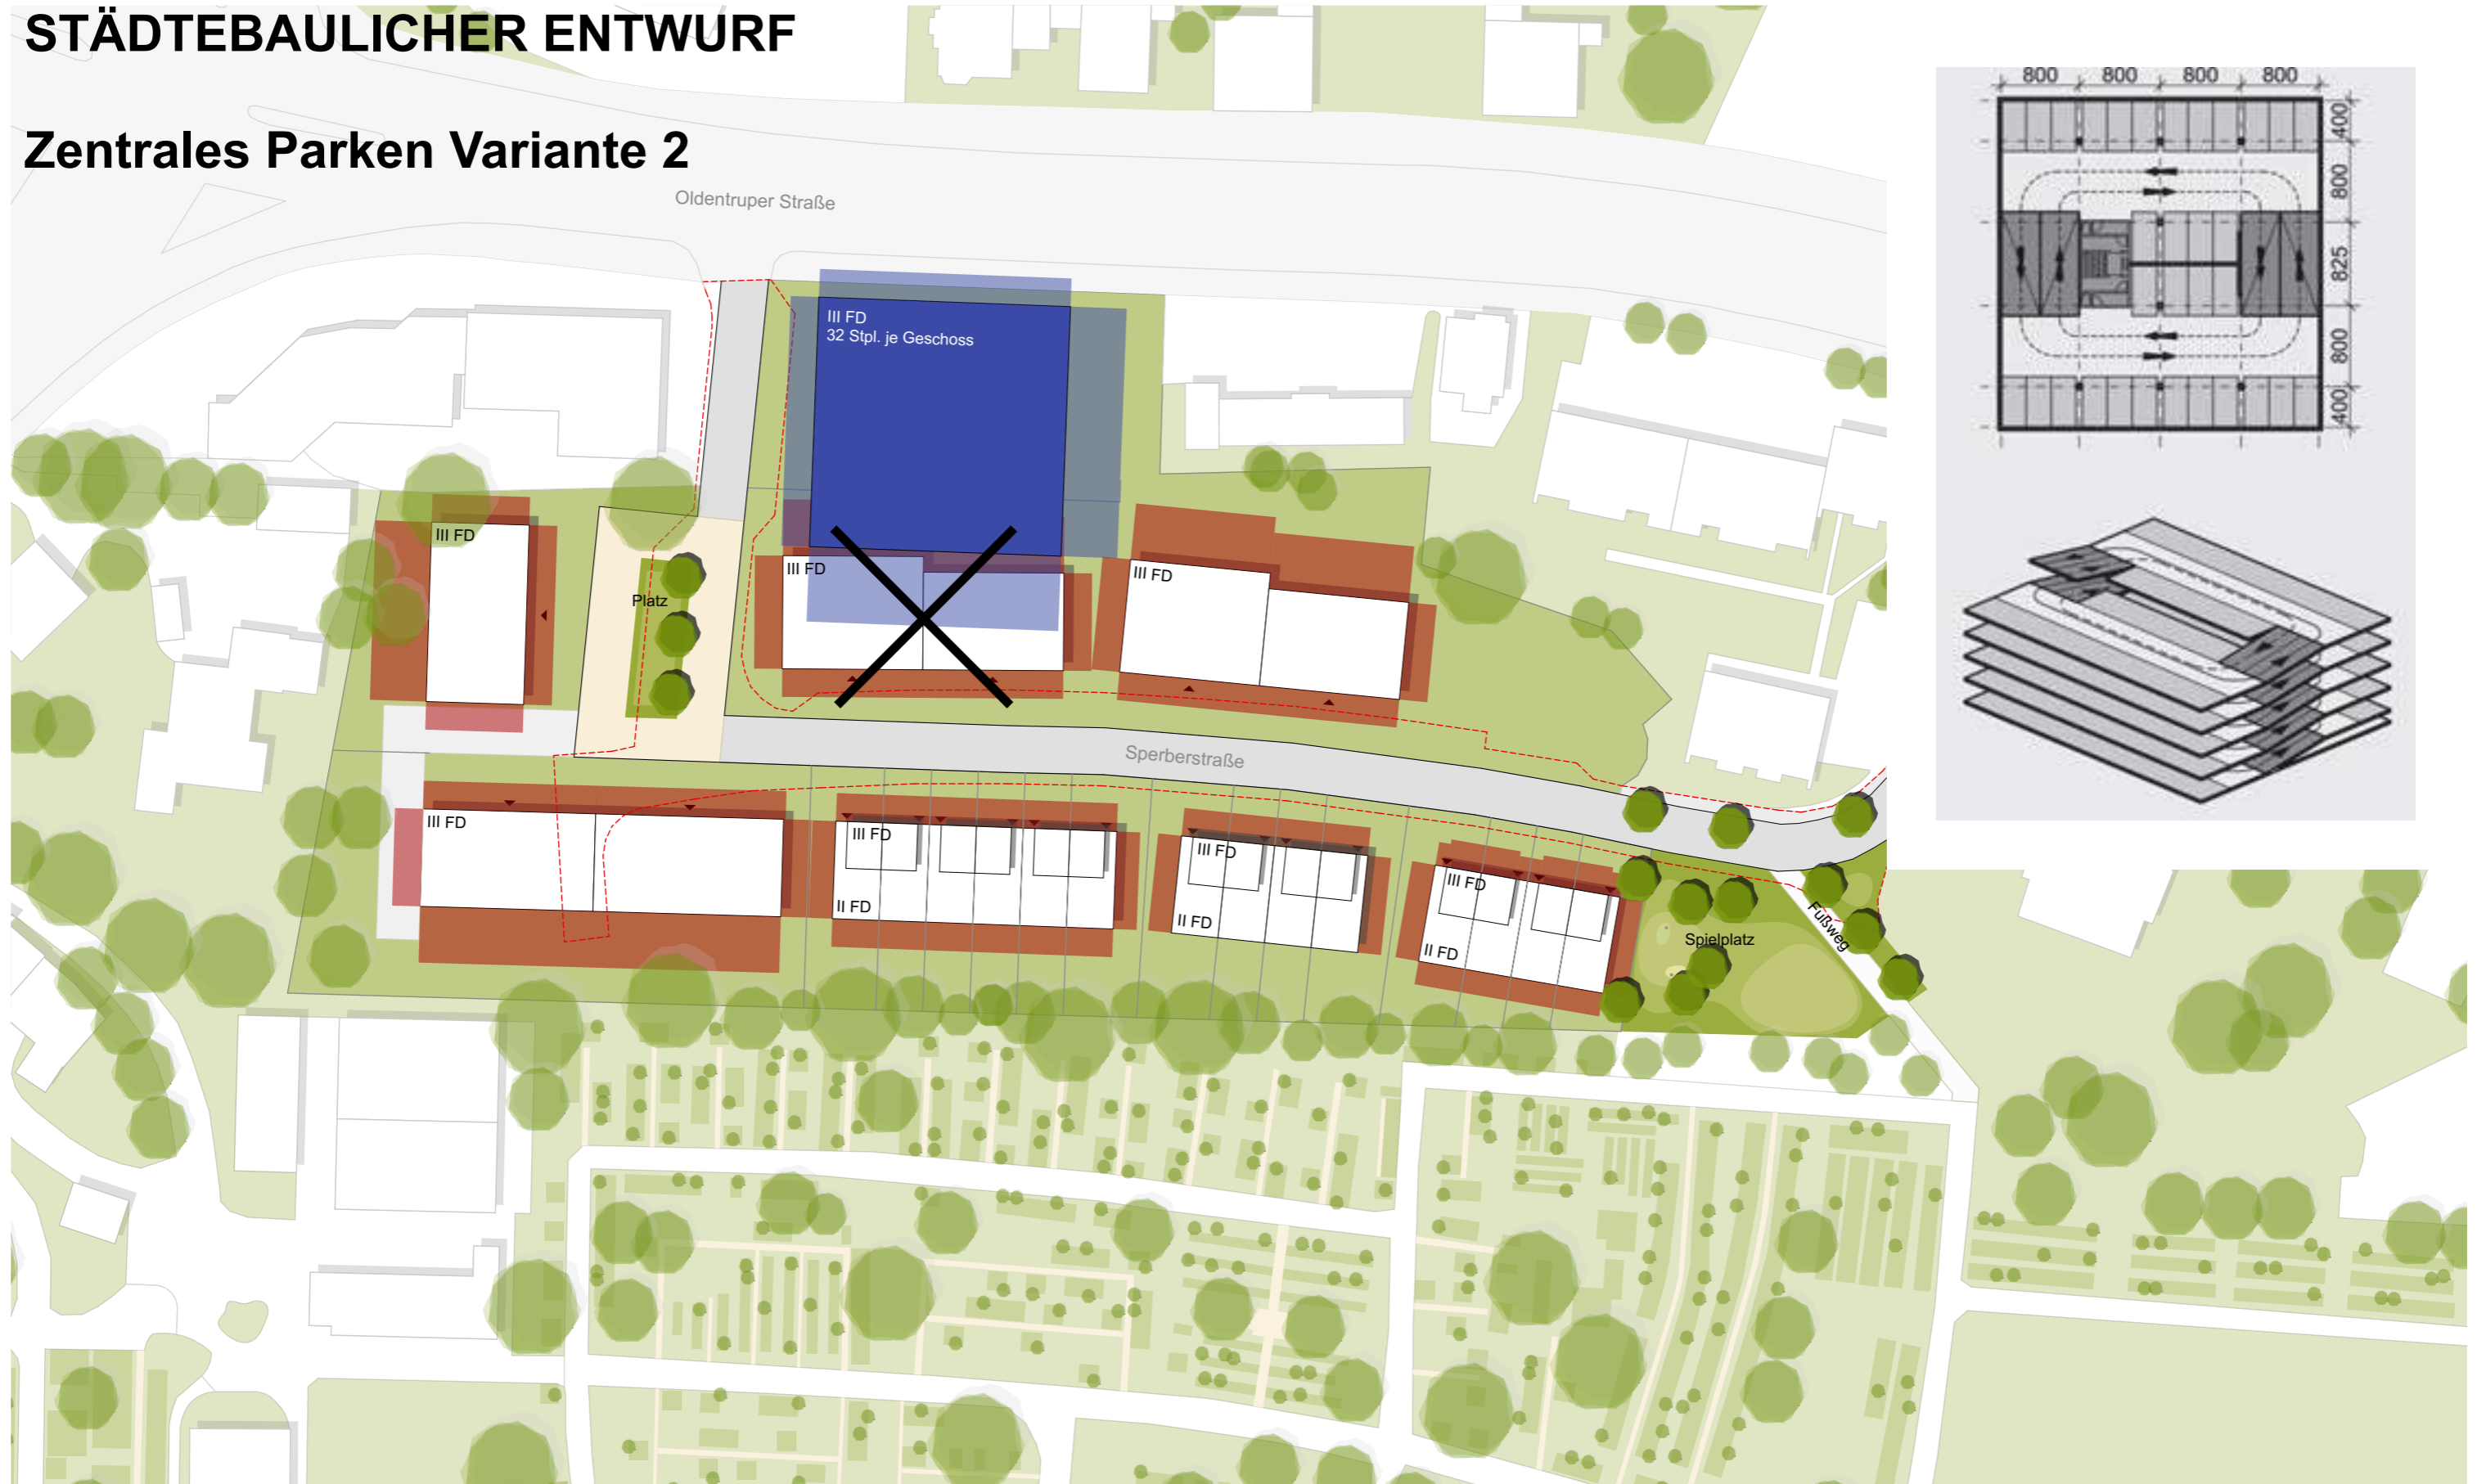 STÄDTEBAULICHER ENTWURF
Zentrales Parken Variante 2
Oldentruper Straße
800 800 800 800
400
800
825
800
400
III FD
32 Stpl. je Geschoss
III FD
III FD
III FD
Platz
Sperberstraße
III FD
III FD
II FD
III FD
II FD
III FD
II FD
Spielplatz
Fußweg